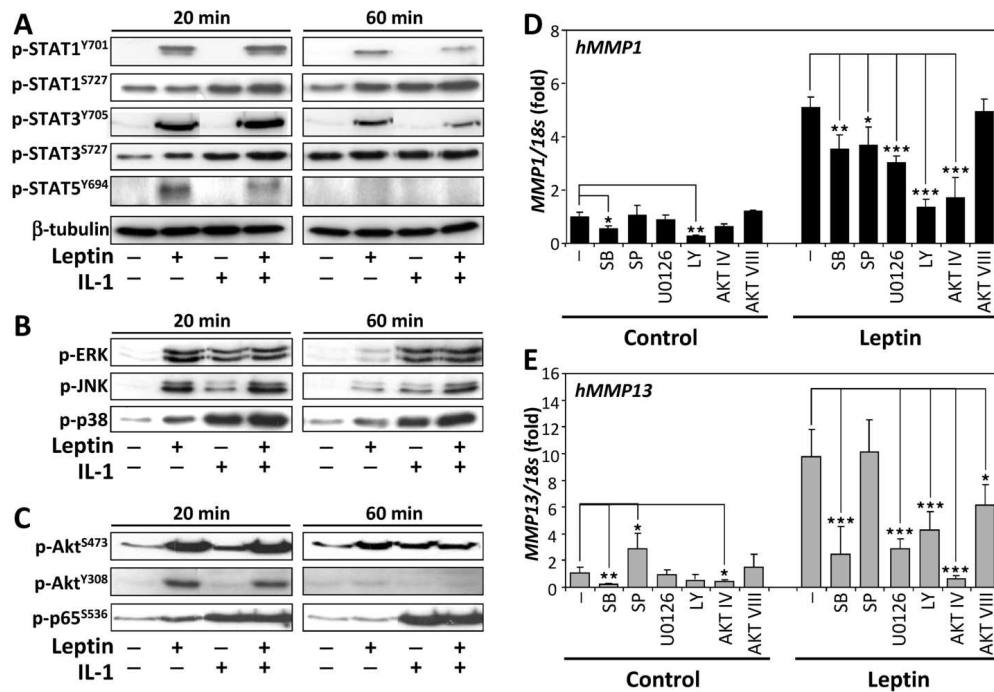 A
20 min 60 min
p-STAT1Y701
p-STAT1S727
p-STAT3Y705
p-STAT3S727
p-STAT5Y694
β-tubulin
Leptin – + – + – + – +
IL-1 – – + + – – + +
B
20 min 60 min
p-ERK
p-JNK
p-p38
Leptin – + – + – + – +
IL-1 – – + + – – + +
C
20 min 60 min
p-AktS473
p-AktY308
p-p65S536
Leptin – + – + – + – +
IL-1 – – + + – – + +
D
hMMP1
MMP1/18s (fold)
8
6
4
2
0
* ** ** * *** *** ***
– SB SP U0126 LY AKT IV AKT VIII – SB SP U0126 LY AKT IV AKT VIII
Control Leptin
E
hMMP13
MMP13/18s (fold)
16
14
12
10
8
6
4
2
0
** * * *** *** *** *** *
– SB SP U0126 LY AKT IV AKT VIII – SB SP U0126 LY AKT IV AKT VIII
Control Leptin